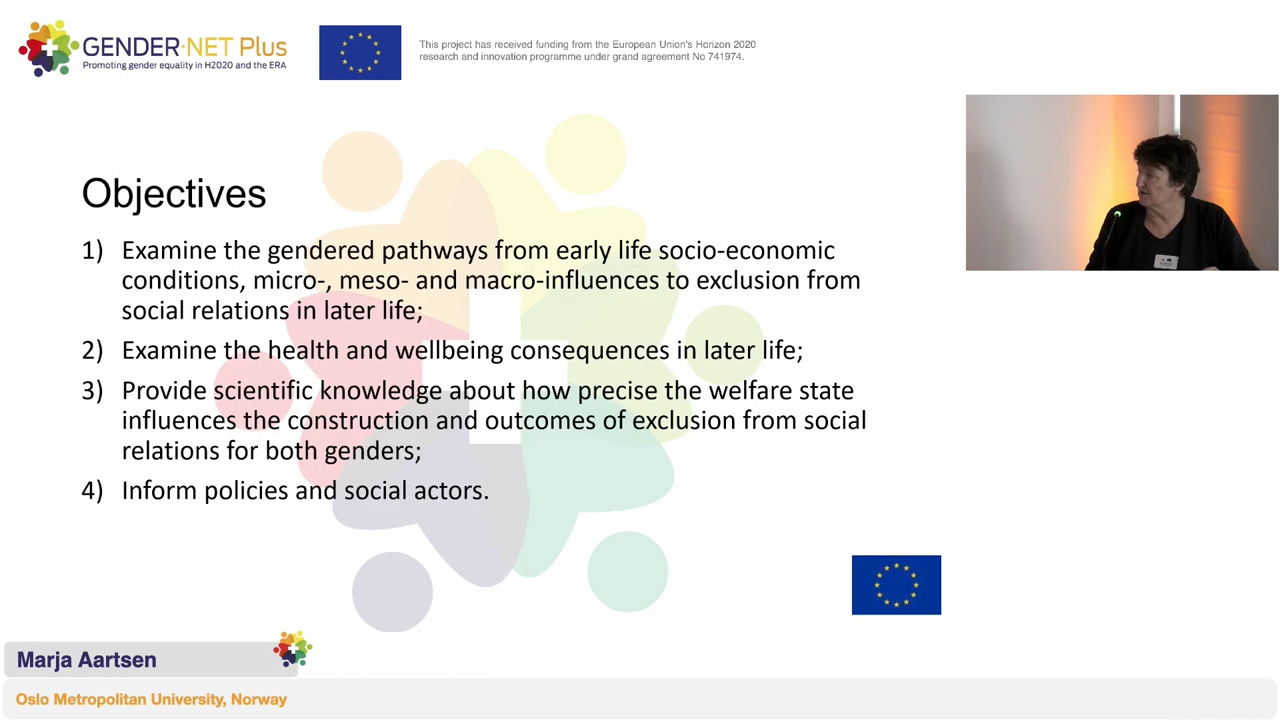 GENDER·NET Plus
Promoting gender equality in H2020 and the ERA
This project has received funding from the European Union's Horizon 2020
research and innovation programme under grand agreement No 741974.
Objectives
1) Examine the gendered pathways from early life socio-economic
conditions, micro-, meso- and macro-influences to exclusion from
social relations in later life;
2) Examine the health and wellbeing consequences in later life;
3) Provide scientific knowledge about how precise the welfare state
influences the construction and outcomes of exclusion from social
relations for both genders;
4) Inform policies and social actors.
Marja Aartsen
Oslo Metropolitan University, Norway